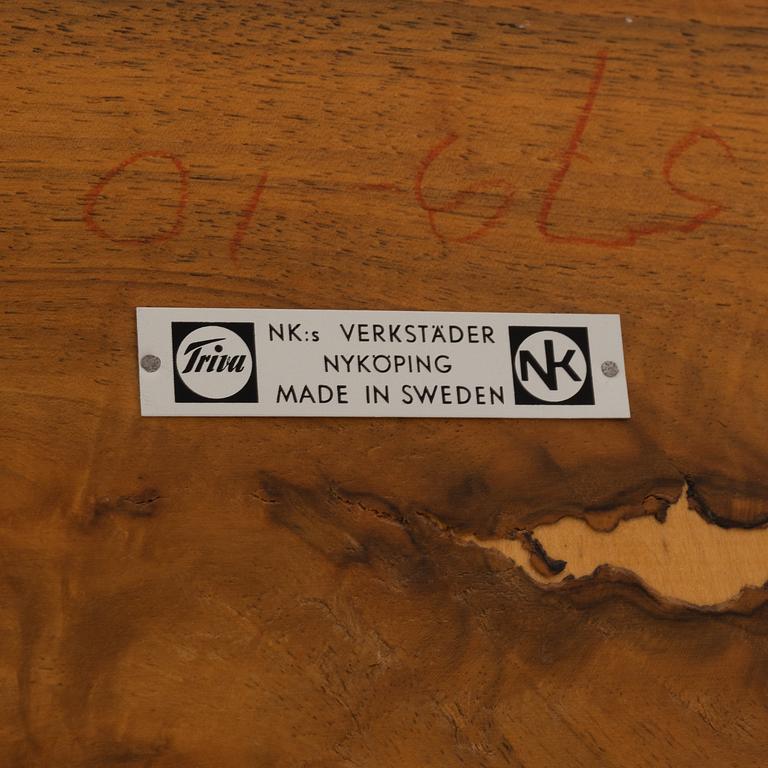 579-10
Triva NK:s VERKSTÄDER NK
NYKÖPING
MADE IN SWEDEN